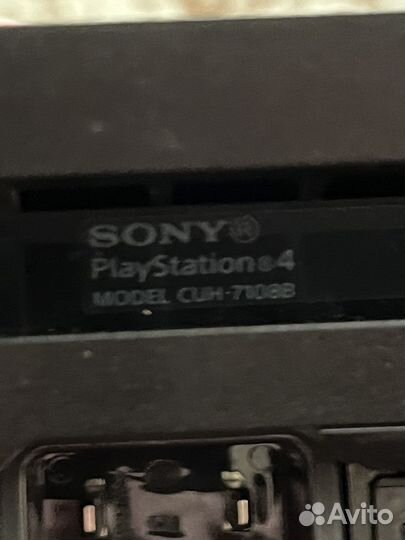 SONY®
PlayStation®4
MODEL CUH-7108B
Avito